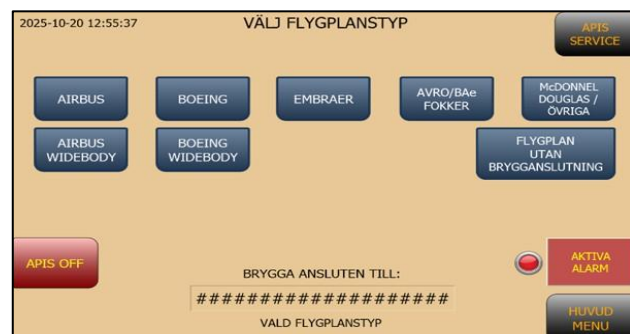 2025-10-20 12:55:37
VÄLJ FLYGPLANSTYP
APIS
SERVICE
AIRBUS
BOEING
EMBRAER
AVRO/BAe
FOKKER
McDONNEL
DOUGLAS /
ÖVRIGA
AIRBUS
WIDEBODY
BOEING
WIDEBODY
FLYGPLAN
UTAN
BRYGGANSLUTNING
APIS OFF
AKTIVA
ALARM
BRYGGA ANSLUTEN TILL:
####################
VALD FLYGPLANSTYP
HUVUD
MENU